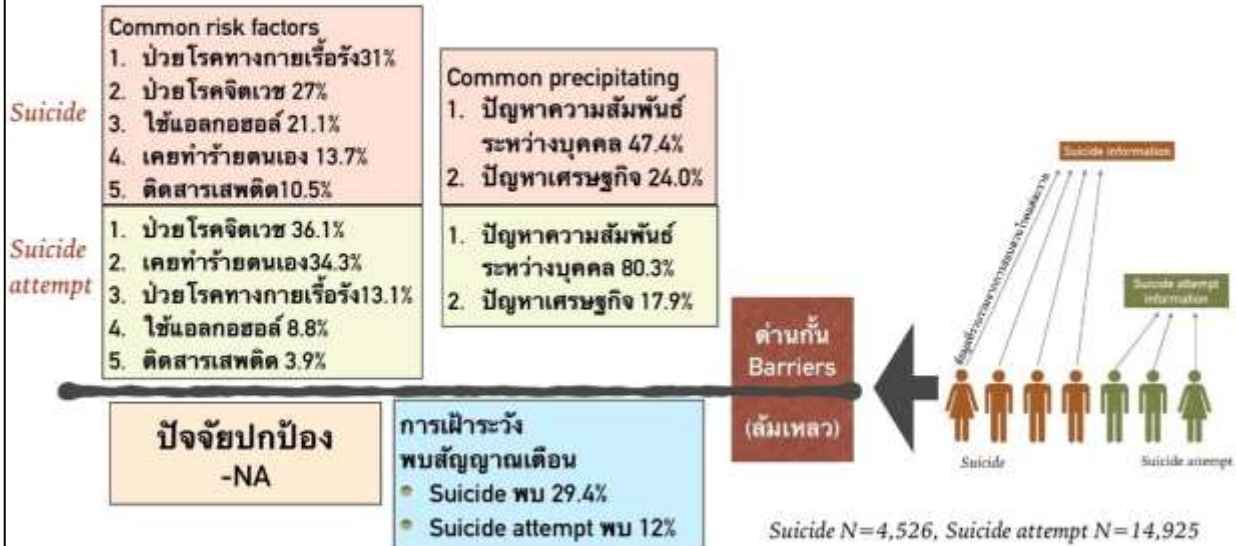 Suicide
Common risk factors
1. ป่วยโรคทางกายเรื้อรัง31%
2. ป่วยโรคจิตเวช 27%
3. ใช้แอลกอฮอล์ 21.1%
4. เคยทำร้ายตนเอง 13.7%
5. ติดสารเสพติด10.5%
Common precipitating
1. ปัญหาความสัมพันธ์
ระหว่างบุคคล 47.4%
2. ปัญหาเศรษฐกิจ 24.0%
Suicide
attempt
1. ป่วยโรคจิตเวช 36.1%
2. เคยทำร้ายตนเอง34.3%
3. ป่วยโรคทางกายเรื้อรัง13.1%
4. ใช้แอลกอฮอล์ 8.8%
5. ติดสารเสพติด 3.9%
1. ปัญหาความสัมพันธ์
ระหว่างบุคคล 80.3%
2. ปัญหาเศรษฐกิจ 17.9%
ปัจจัยปกป้อง
-NA
การเฝ้าระวัง
พบสัญญาณเตือน
• Suicide พบ 29.4%
• Suicide attempt พบ 12%
ด่านกั้น
Barriers
(ล้มเหลว)
Suicide information
Suicide attempt
information
Suicide
Suicide attempt
Suicide N=4,526, Suicide attempt N=14,925